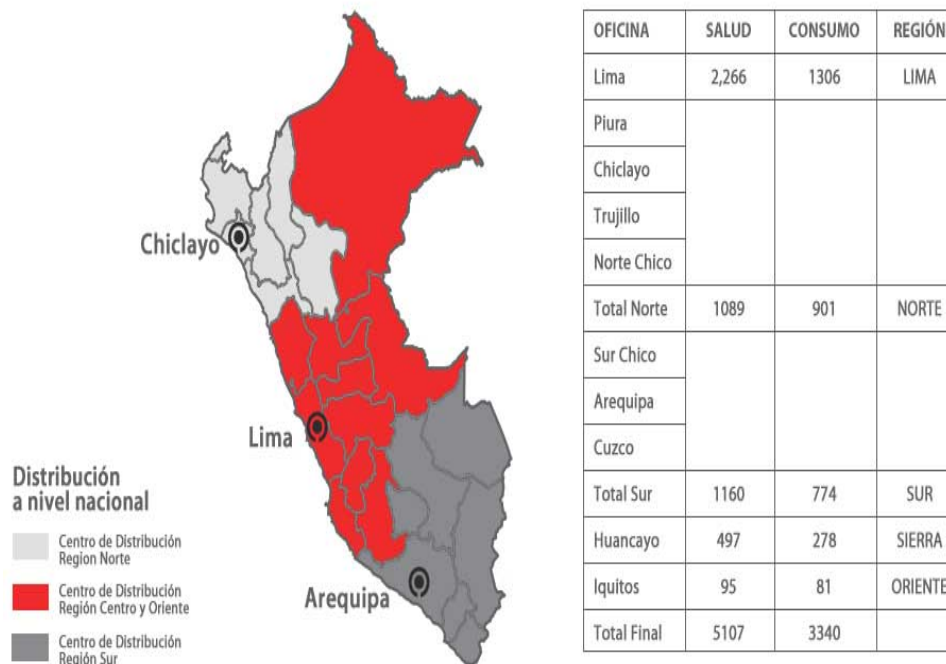 Chiclayo
Lima
Arequipa
Distribución
a nivel nacional
Centro de Distribución
Region Norte
Centro de Distribución
Región Centro y Oriente
Centro de Distribución
Región Sur
OFICINA SALUD CONSUMO REGIÓN
Lima 2,266 1306 LIMA
Piura
Chiclayo
Trujillo
Norte Chico
Total Norte 1089 901 NORTE
Sur Chico
Arequipa
Cuzco
Total Sur 1160 774 SUR
Huancayo 497 278 SIERRA
Iquitos 95 81 ORIENTE
Total Final 5107 3340